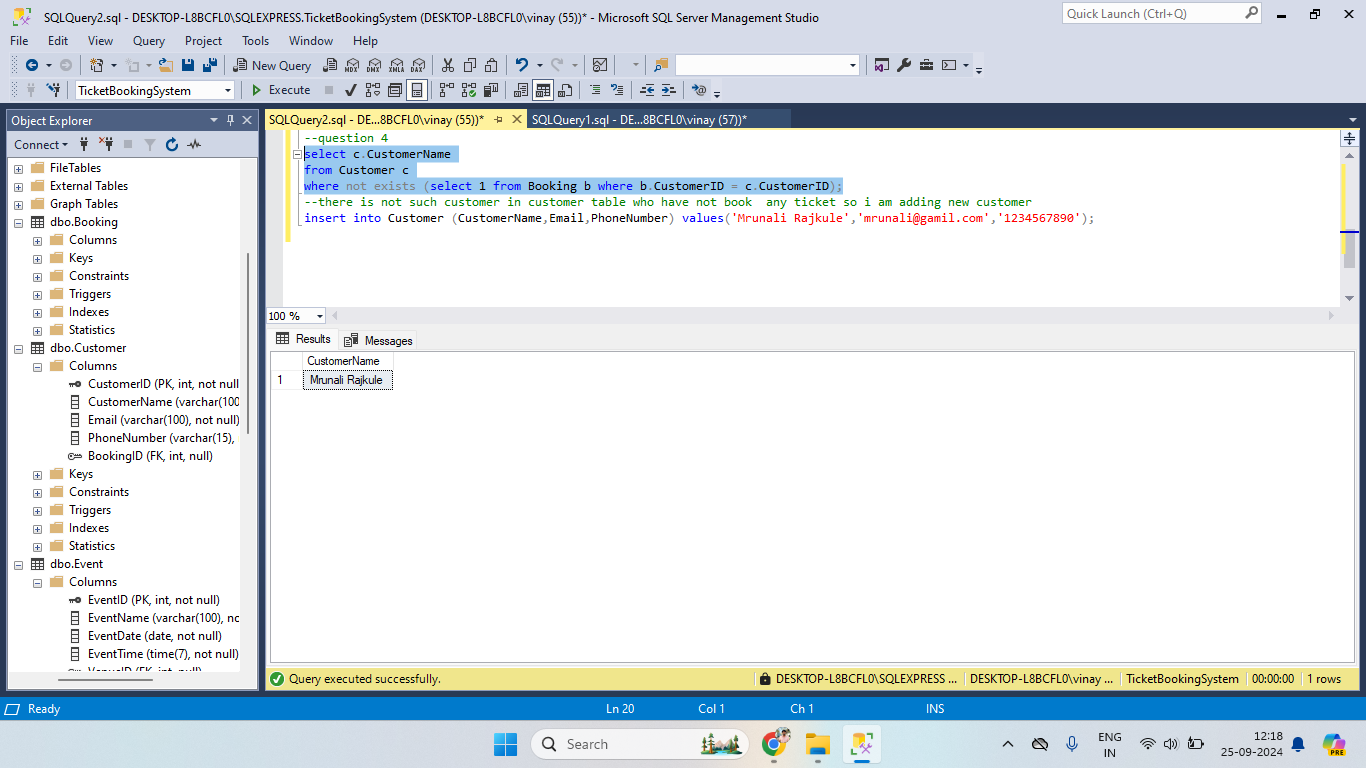 SQLQuery2.sql - DESKTOP-L8BCFL0\SQLEXPRESS.TicketBookingSystem (DESKTOP-L8BCFL0\vinay (55))* - Microsoft SQL Server Management Studio
Quick Launch (Ctrl+Q)
File Edit View Query Project Tools Window Help
New Query
MDX DMX XMLA DAX
TicketBookingSystem
Execute
Object Explorer
SQLQuery2.sql - DE...8BCFL0\vinay (55))*
SQLQuery1.sql - DE...8BCFL0\vinay (57))*
Connect
FileTables
External Tables
Graph Tables
dbo.Booking
Columns
Keys
Constraints
Triggers
Indexes
Statistics
dbo.Customer
Columns
CustomerID (PK, int, not null
CustomerName (varchar(100
Email (varchar(100), not null)
PhoneNumber (varchar(15),
BookingID (FK, int, null)
Keys
Constraints
Triggers
Indexes
Statistics
dbo.Event
Columns
EventID (PK, int, not null)
EventName (varchar(100), nc
EventDate (date, not null)
EventTime (time(7), not null)
VenueID (FK, int, null)
--question 4
select c.CustomerName
from Customer c
where not exists (select 1 from Booking b where b.CustomerID = c.CustomerID);
--there is not such customer in customer table who have not book  any ticket so i am adding new customer
insert into Customer (CustomerName,Email,PhoneNumber) values('Mrunali Rajkule','mrunali@gamil.com','1234567890');
100 %
Results Messages
CustomerName
1 Mrunali Rajkule
Query executed successfully.
DESKTOP-L8BCFL0\SQLEXPRESS ...
DESKTOP-L8BCFL0\vinay ...
TicketBookingSystem
00:00:00
1 rows
Ready
Ln 20
Col 1
Ch 1
INS
Search
ENG
IN
12:18
25-09-2024
PRE